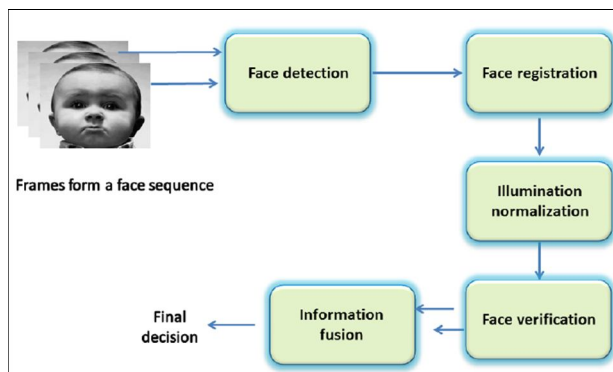 Face detection
Face registration
Frames form a face sequence
Illumination
normalization
Face verification
Information
fusion
Final
decision